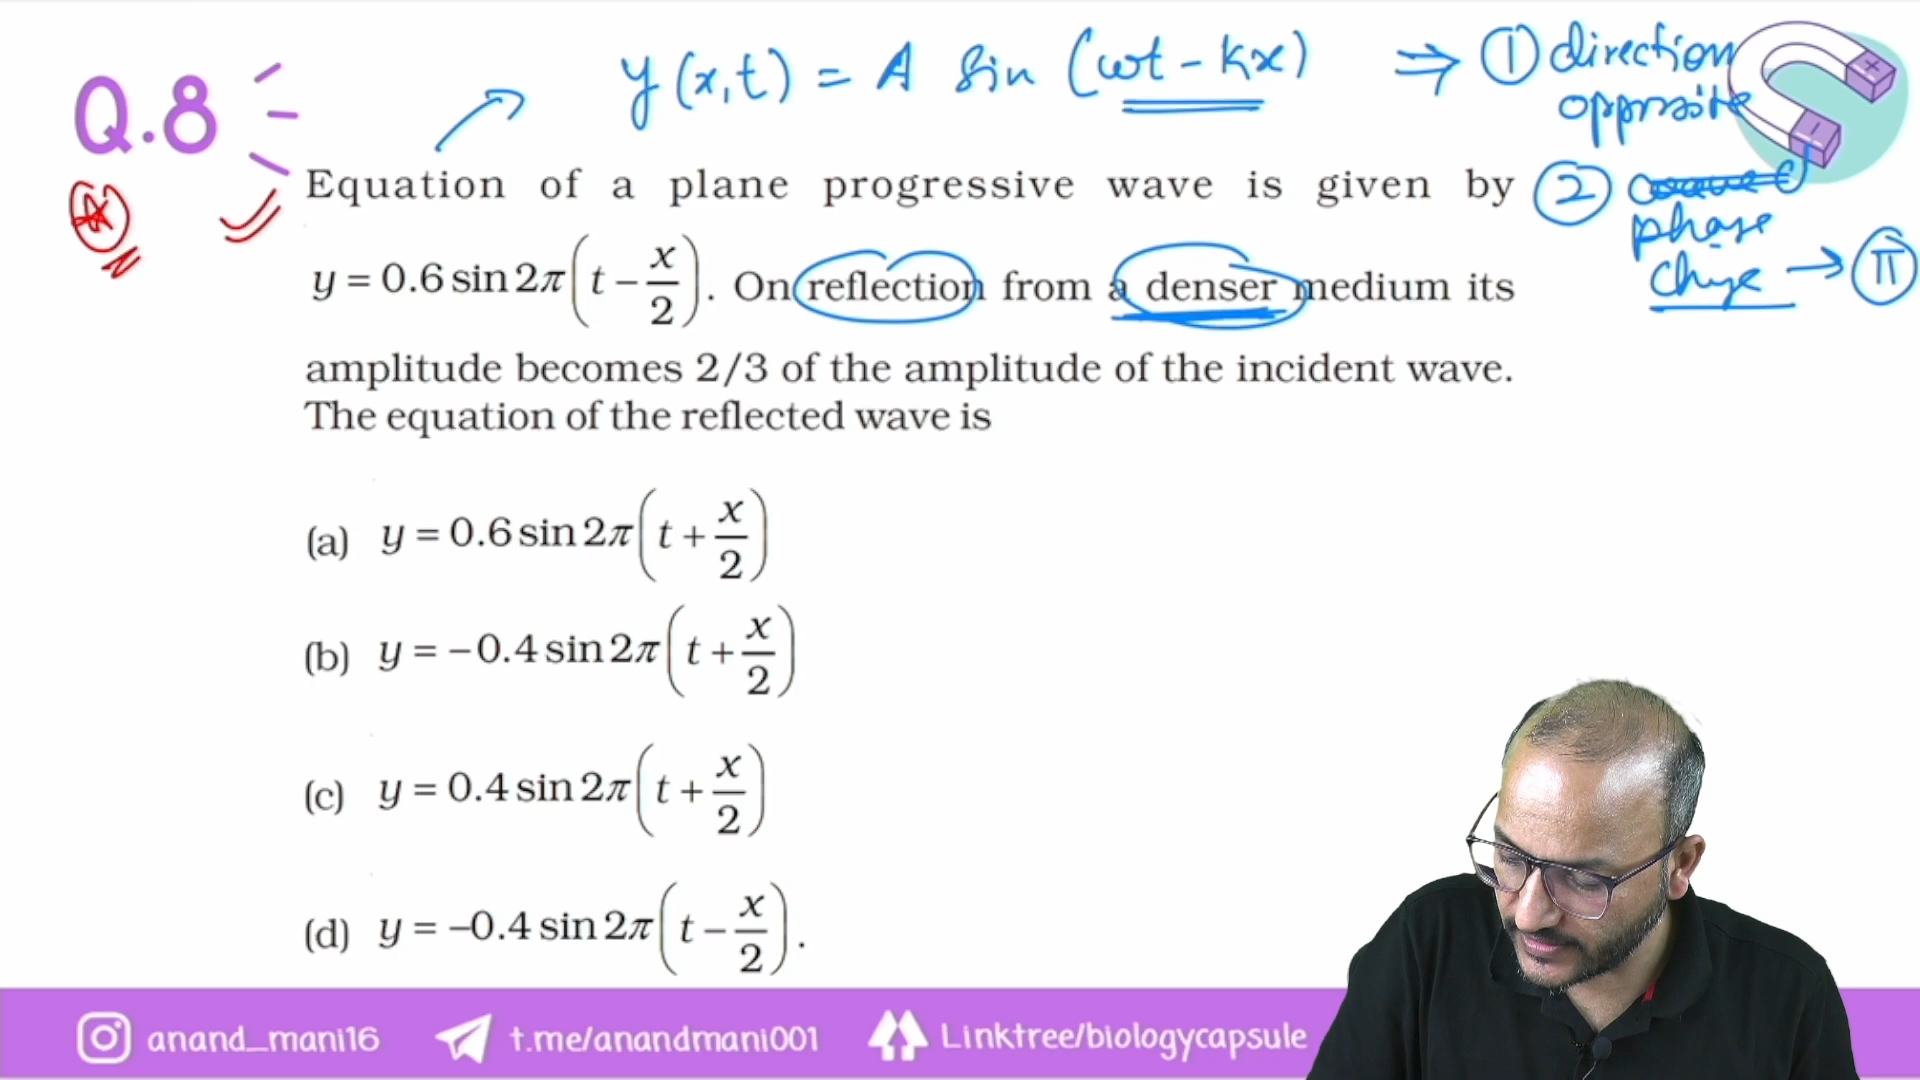 y(x,t) = A sin (ωt - kx) ⇒ ① direction
opposite
Q.8
Equation of a plane progressive wave is given by
②
phase
change → π
y = 0.6 sin 2π(t − x/2). On reflection from a denser medium its
amplitude becomes 2/3 of the amplitude of the incident wave.
The equation of the reflected wave is
(a) y = 0.6 sin 2π(t + x/2)
(b) y = −0.4 sin 2π(t + x/2)
(c) y = 0.4 sin 2π(t + x/2)
(d) y = −0.4 sin 2π(t − x/2).
anand_mani16 t.me/anandmani001 Linktree/biologycapsule